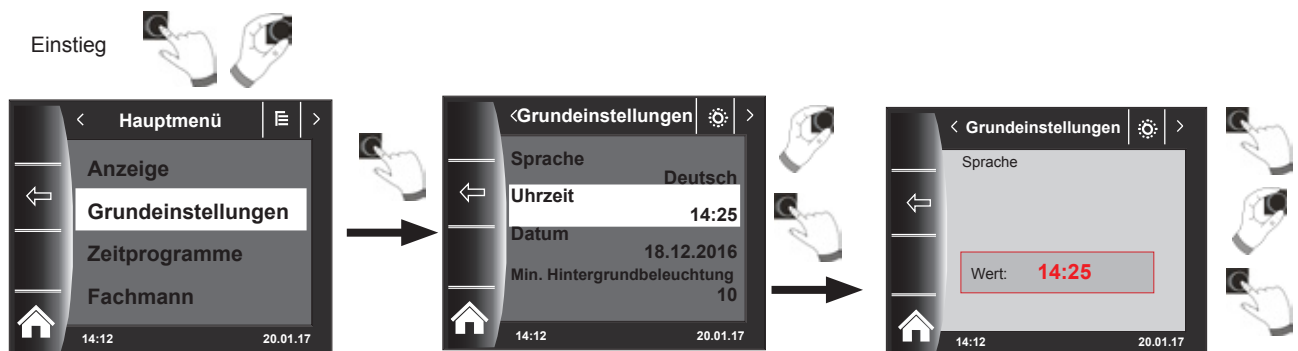 Einstieg
< Hauptmenü >
Anzeige
Grundeinstellungen
Zeitprogramme
Fachmann
14:12 20.01.17
<Grundeinstellungen >
Sprache
Deutsch
Uhrzeit
14:25
Datum
18.12.2016
Min. Hintergrundbeleuchtung
10
14:12 20.01.17
< Grundeinstellungen >
Sprache
Wert: 14:25
14:12 20.01.17